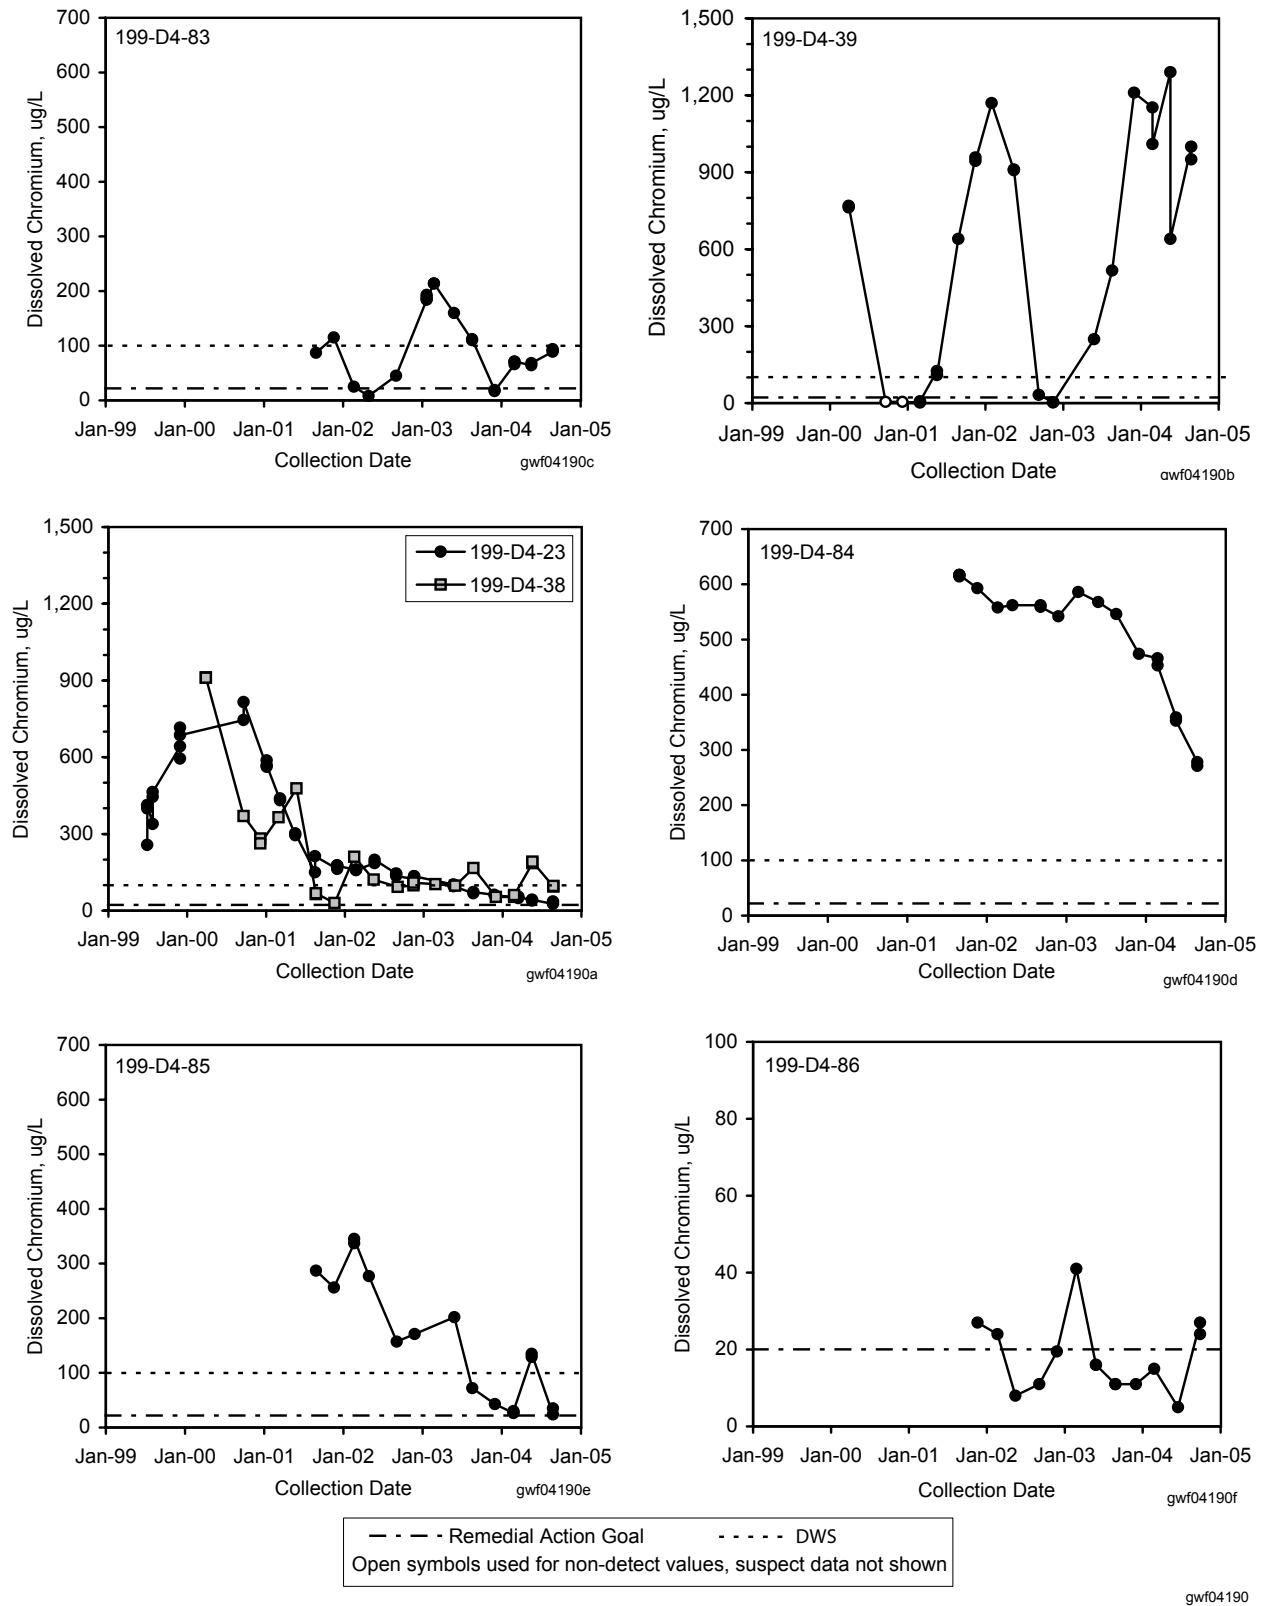 199-D4-83
700
600
500
400
300
200
100
0
Dissolved Chromium, ug/L
Jan-99 Jan-00 Jan-01 Jan-02 Jan-03 Jan-04 Jan-05
Collection Date
gwf04190c
199-D4-39
1,500
1,200
900
600
300
0
Dissolved Chromium, ug/L
Jan-99 Jan-00 Jan-01 Jan-02 Jan-03 Jan-04 Jan-05
Collection Date
gwf04190b
199-D4-23
199-D4-38
1,500
1,200
900
600
300
0
Dissolved Chromium, ug/L
Jan-99 Jan-00 Jan-01 Jan-02 Jan-03 Jan-04 Jan-05
Collection Date
gwf04190a
199-D4-84
700
600
500
400
300
200
100
0
Dissolved Chromium, ug/L
Jan-99 Jan-00 Jan-01 Jan-02 Jan-03 Jan-04 Jan-05
Collection Date
gwf04190d
199-D4-85
700
600
500
400
300
200
100
0
Dissolved Chromium, ug/L
Jan-99 Jan-00 Jan-01 Jan-02 Jan-03 Jan-04 Jan-05
Collection Date
gwf04190e
199-D4-86
100
80
60
40
20
0
Dissolved Chromium, ug/L
Jan-99 Jan-00 Jan-01 Jan-02 Jan-03 Jan-04 Jan-05
Collection Date
gwf04190f
Remedial Action Goal DWS
Open symbols used for non-detect values, suspect data not shown
gwf04190